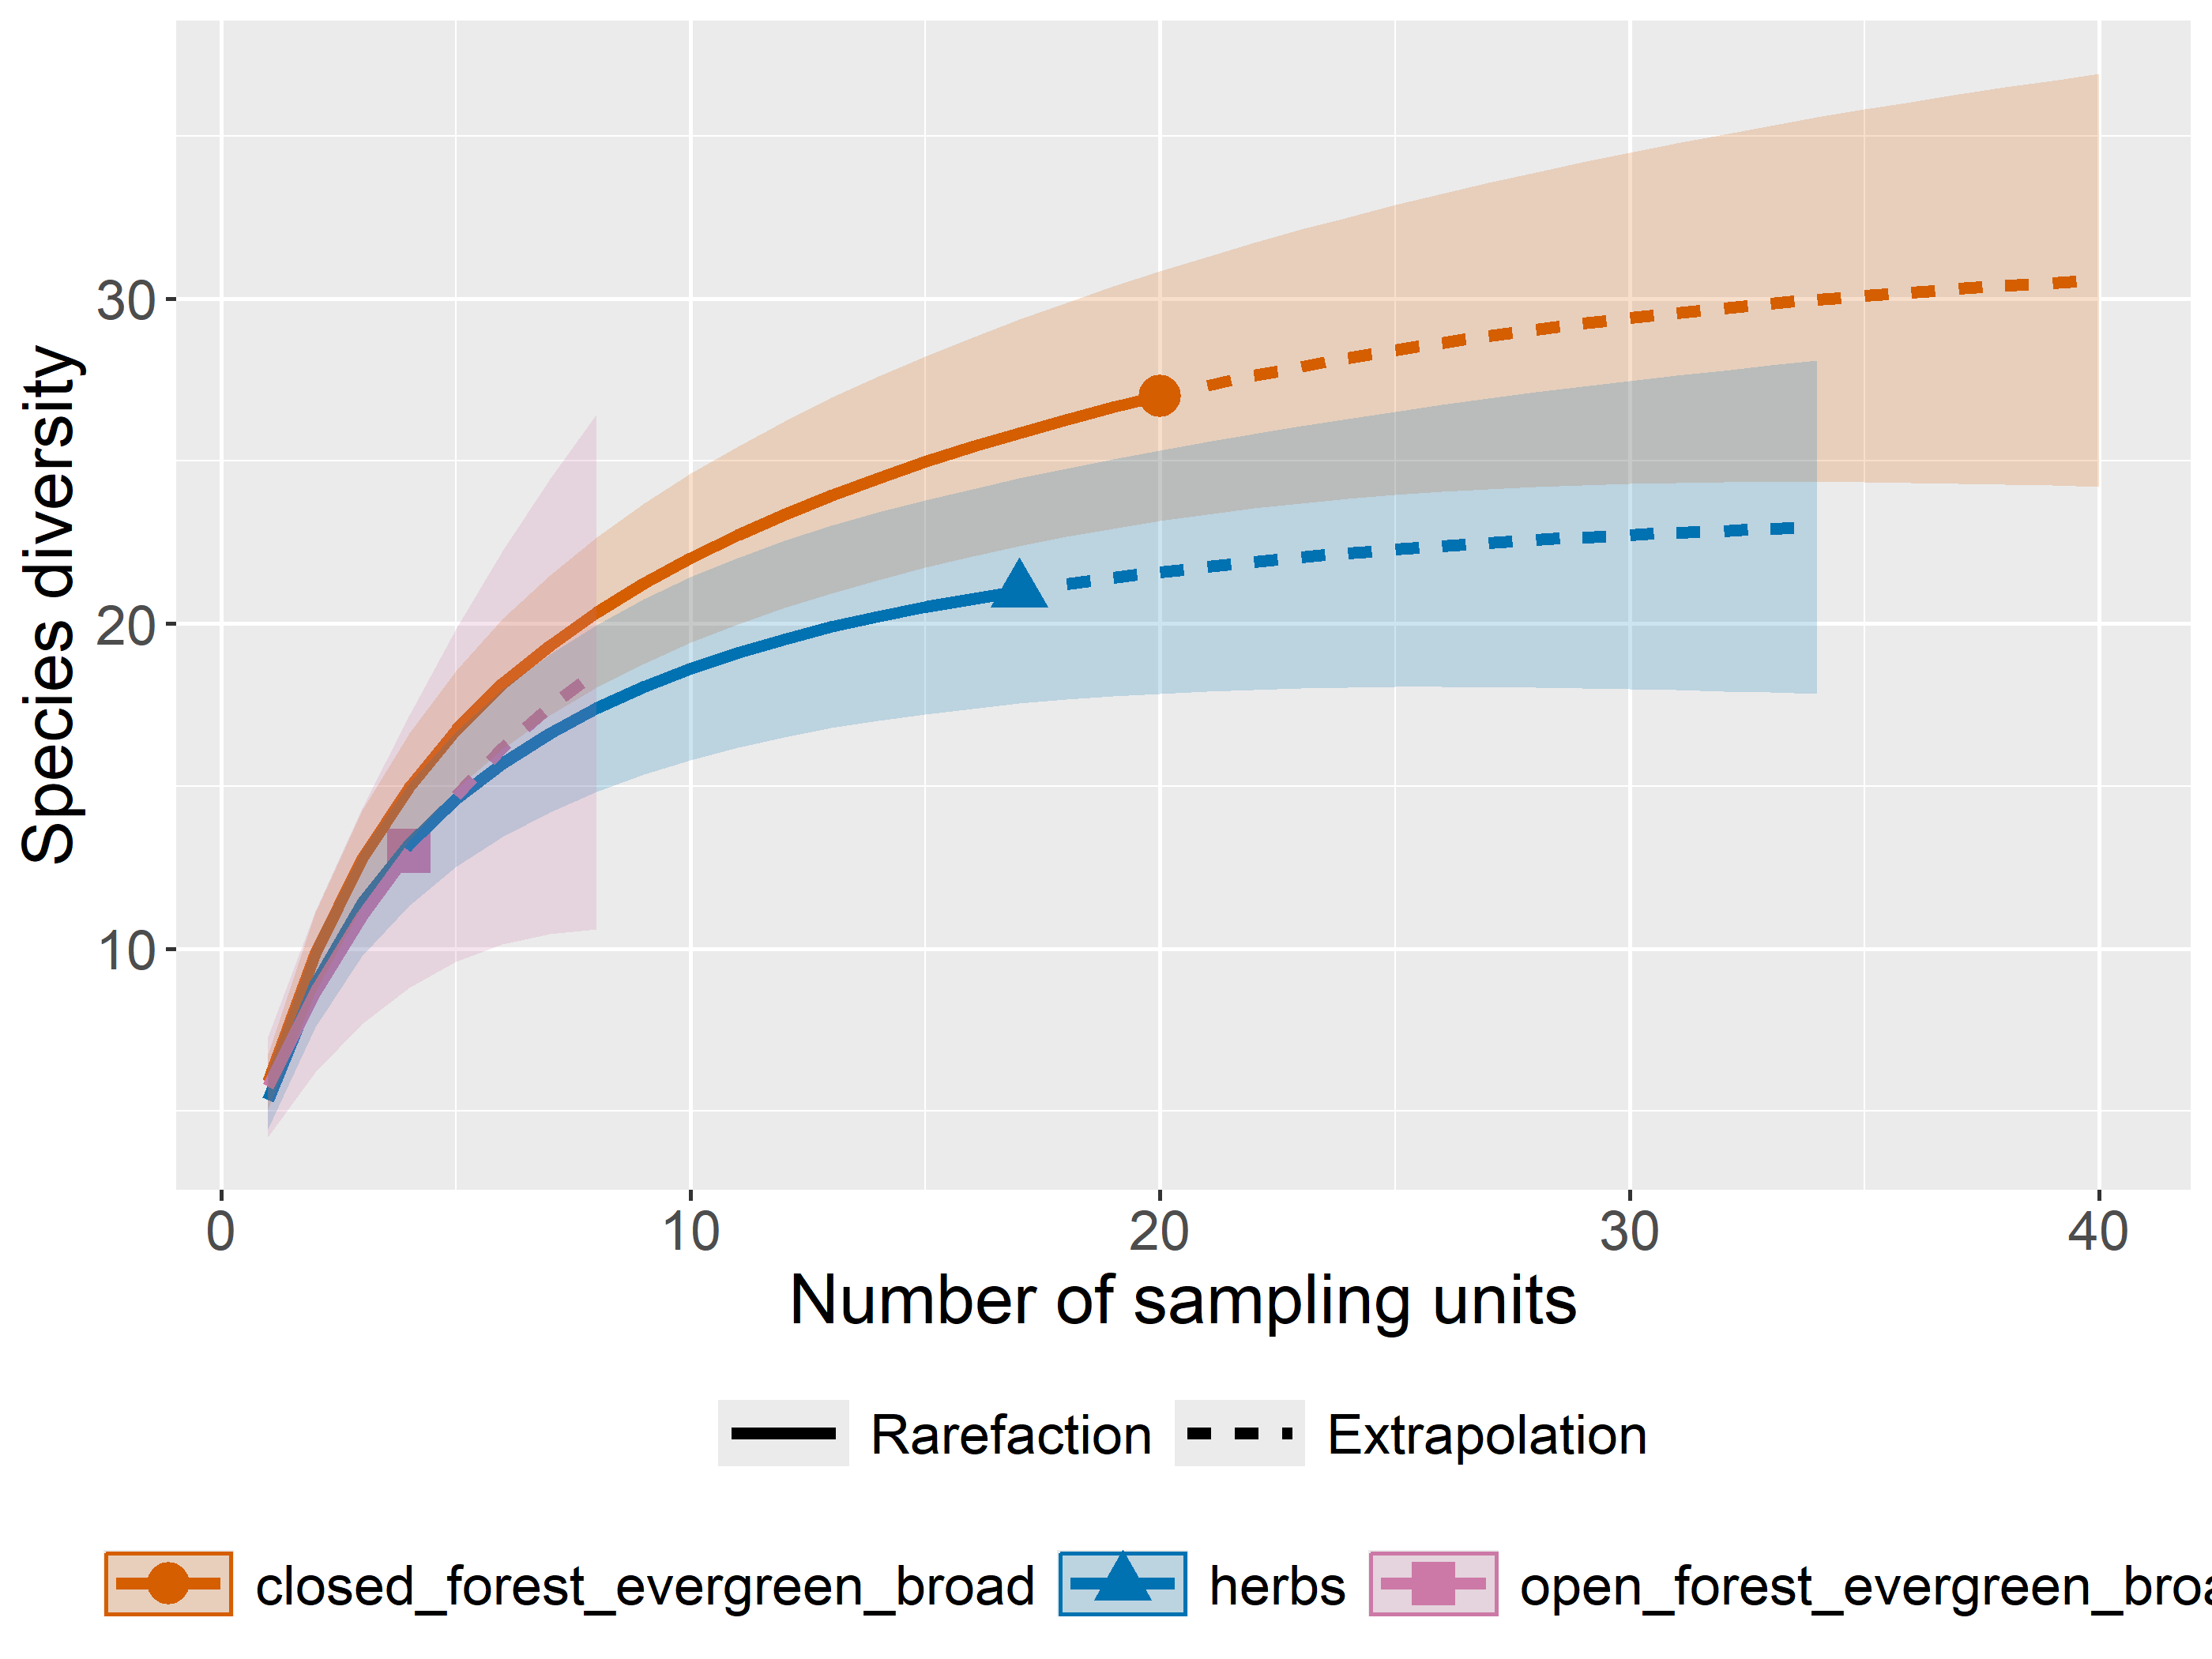 Species diversity
30
20
10
0 10 20 30 40
Number of sampling units
Rarefaction Extrapolation
closed_forest_evergreen_broad herbs open_forest_evergreen_broa